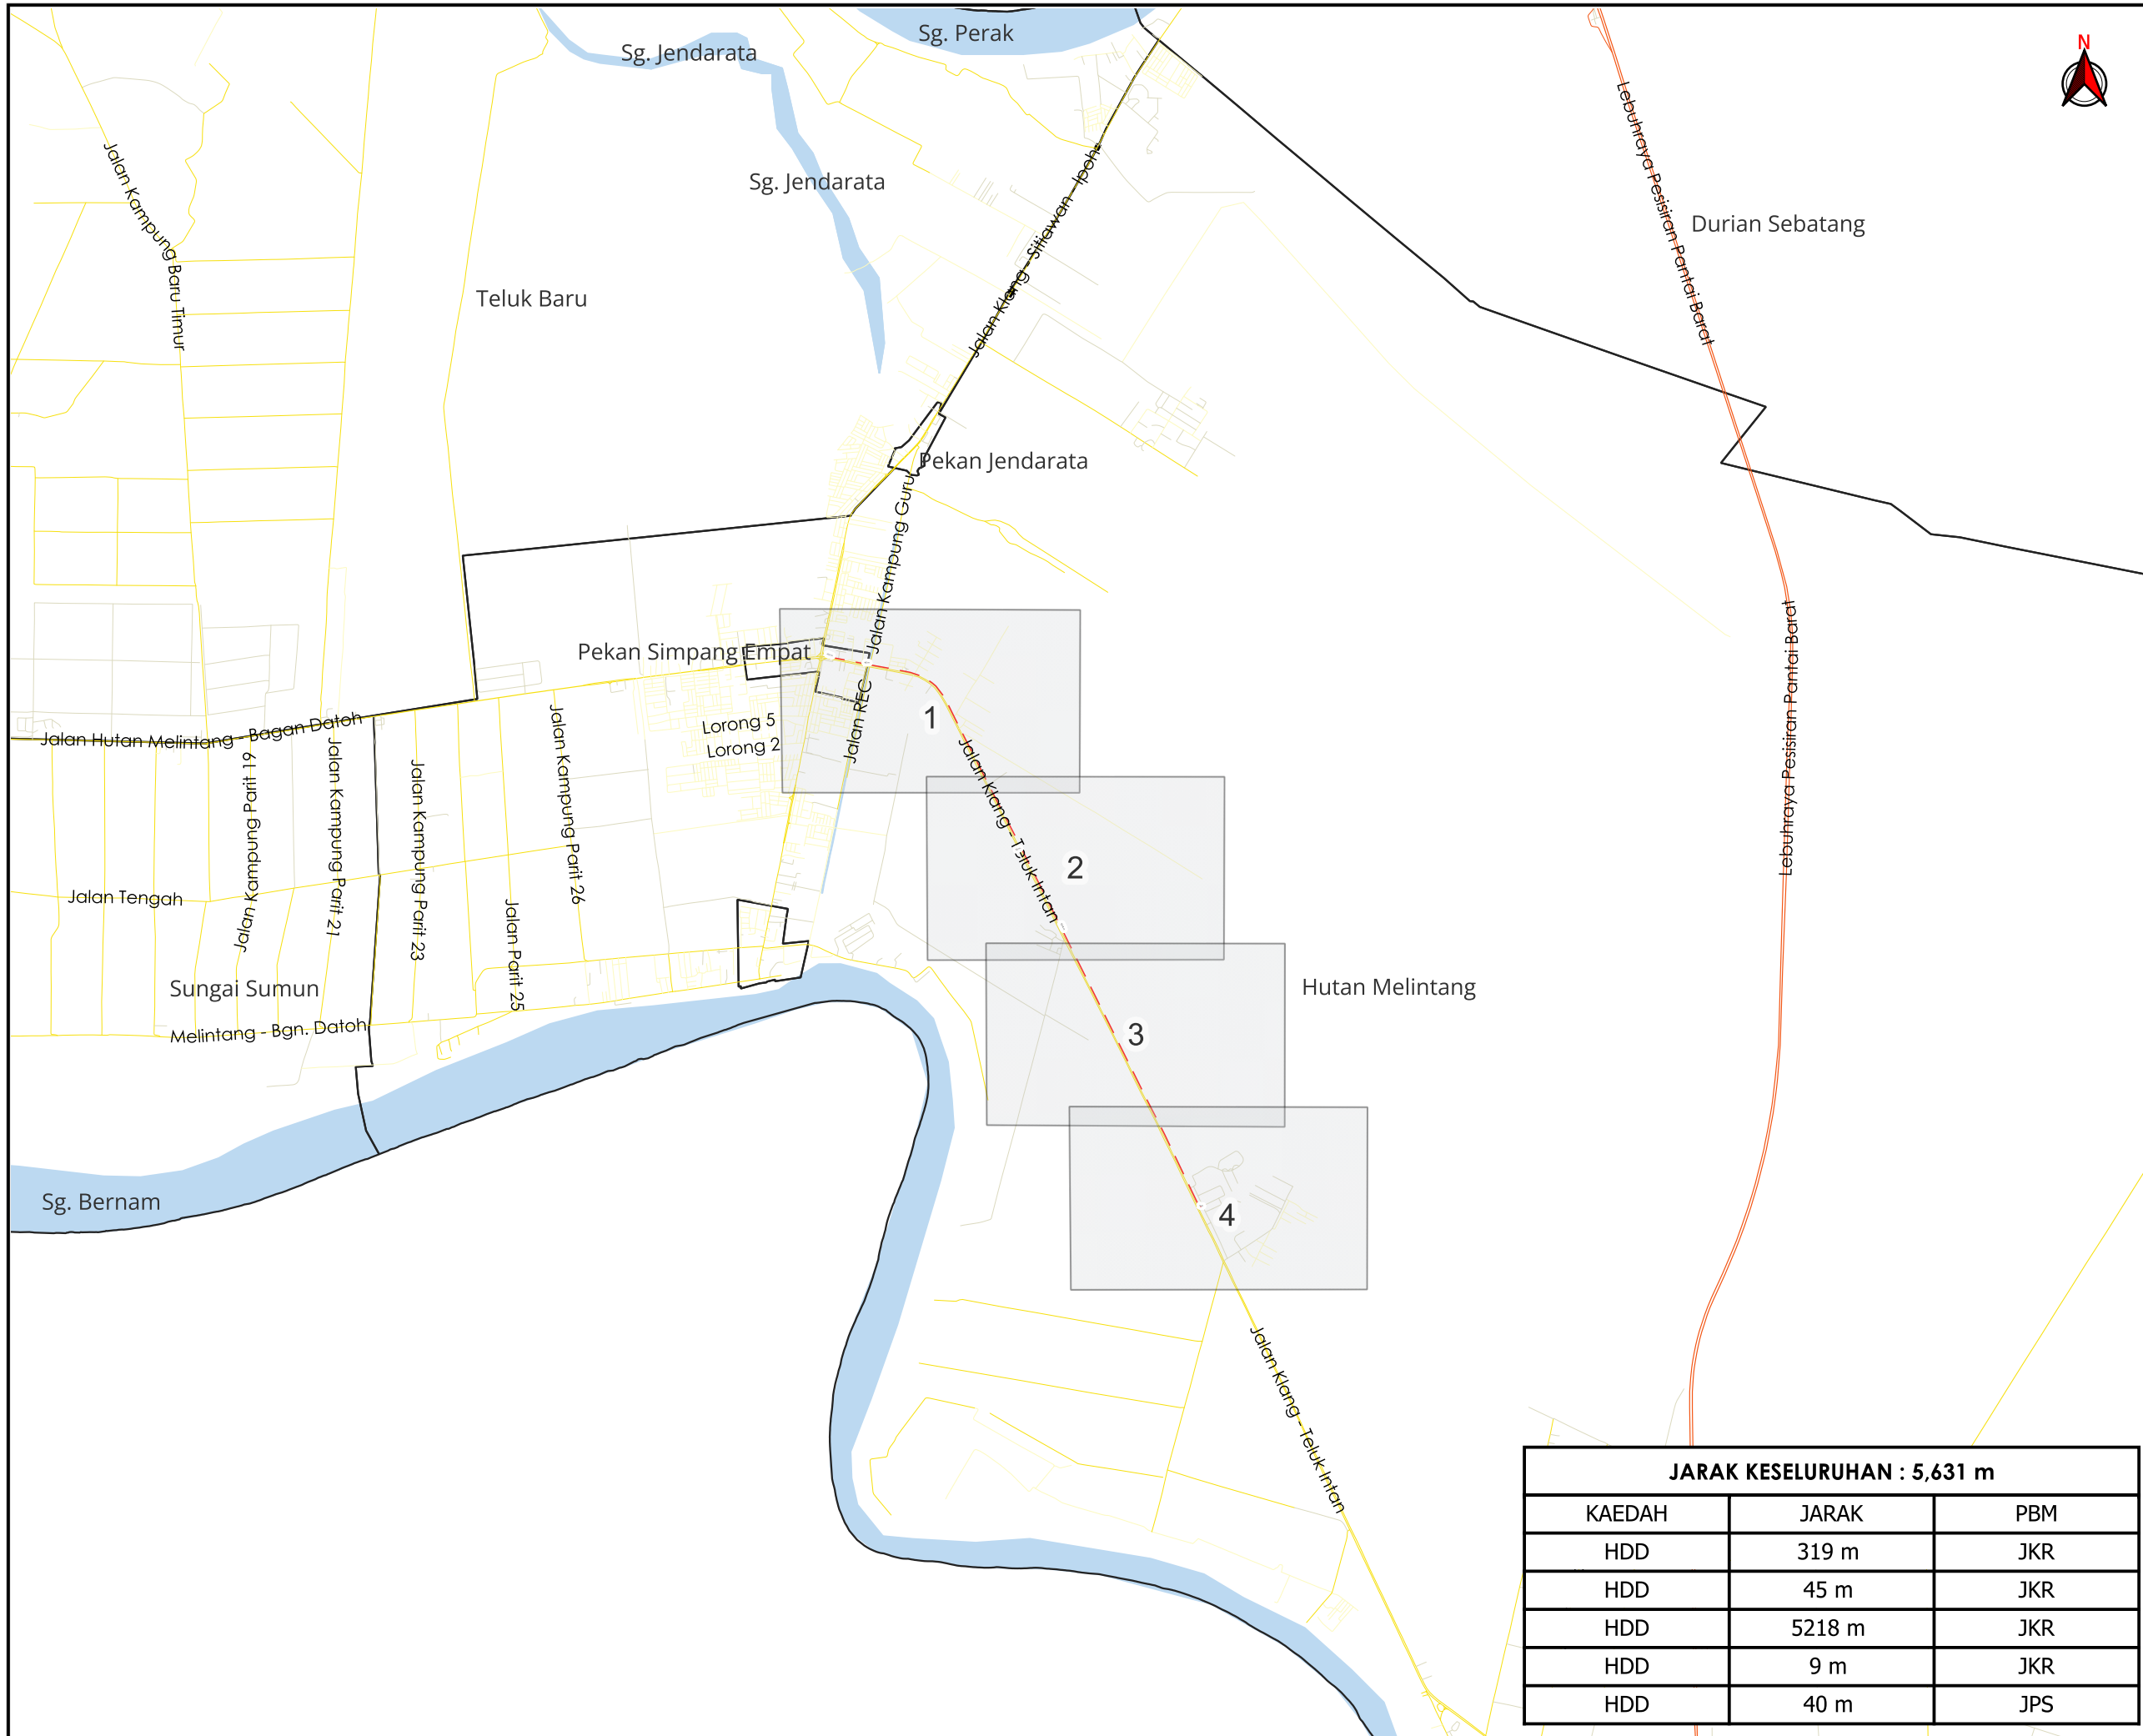 Sg. Perak
Sg. Jendarata
N
Lebuhraya Pesisiran Pantai Barat
Jalan Kampung Baru Timur
Sg. Jendarata
Jalan Klang - Sitiawan - Ipoh
Durian Sebatang
Teluk Baru
Pekan Jendarata
Jalan Kampung Guru
Pekan Simpang Empat
Lebuhraya Pesisiran Pantai Barat
Jalan REC
1
Lorong 5
Lorong 2
Jalan Hutan Melintang - Bagan Datoh
Jalan Kampung Parit 19
Jalan Kampung Parit 21
Jalan Kampung Parit 23
Jalan Kampung Parit 26
Jalan Klang - Teluk Intan
2
Jalan Tengah
Jalan Parit 25
Sungai Sumun
Hutan Melintang
Melintang - Bgn. Datoh
3
Sg. Bernam
4
Jalan Klang - Teluk Intan
JARAK KESELURUHAN : 5,631 m
KAEDAH JARAK PBM
HDD 319 m JKR
HDD 45 m JKR
HDD 5218 m JKR
HDD 9 m JKR
HDD 40 m JPS